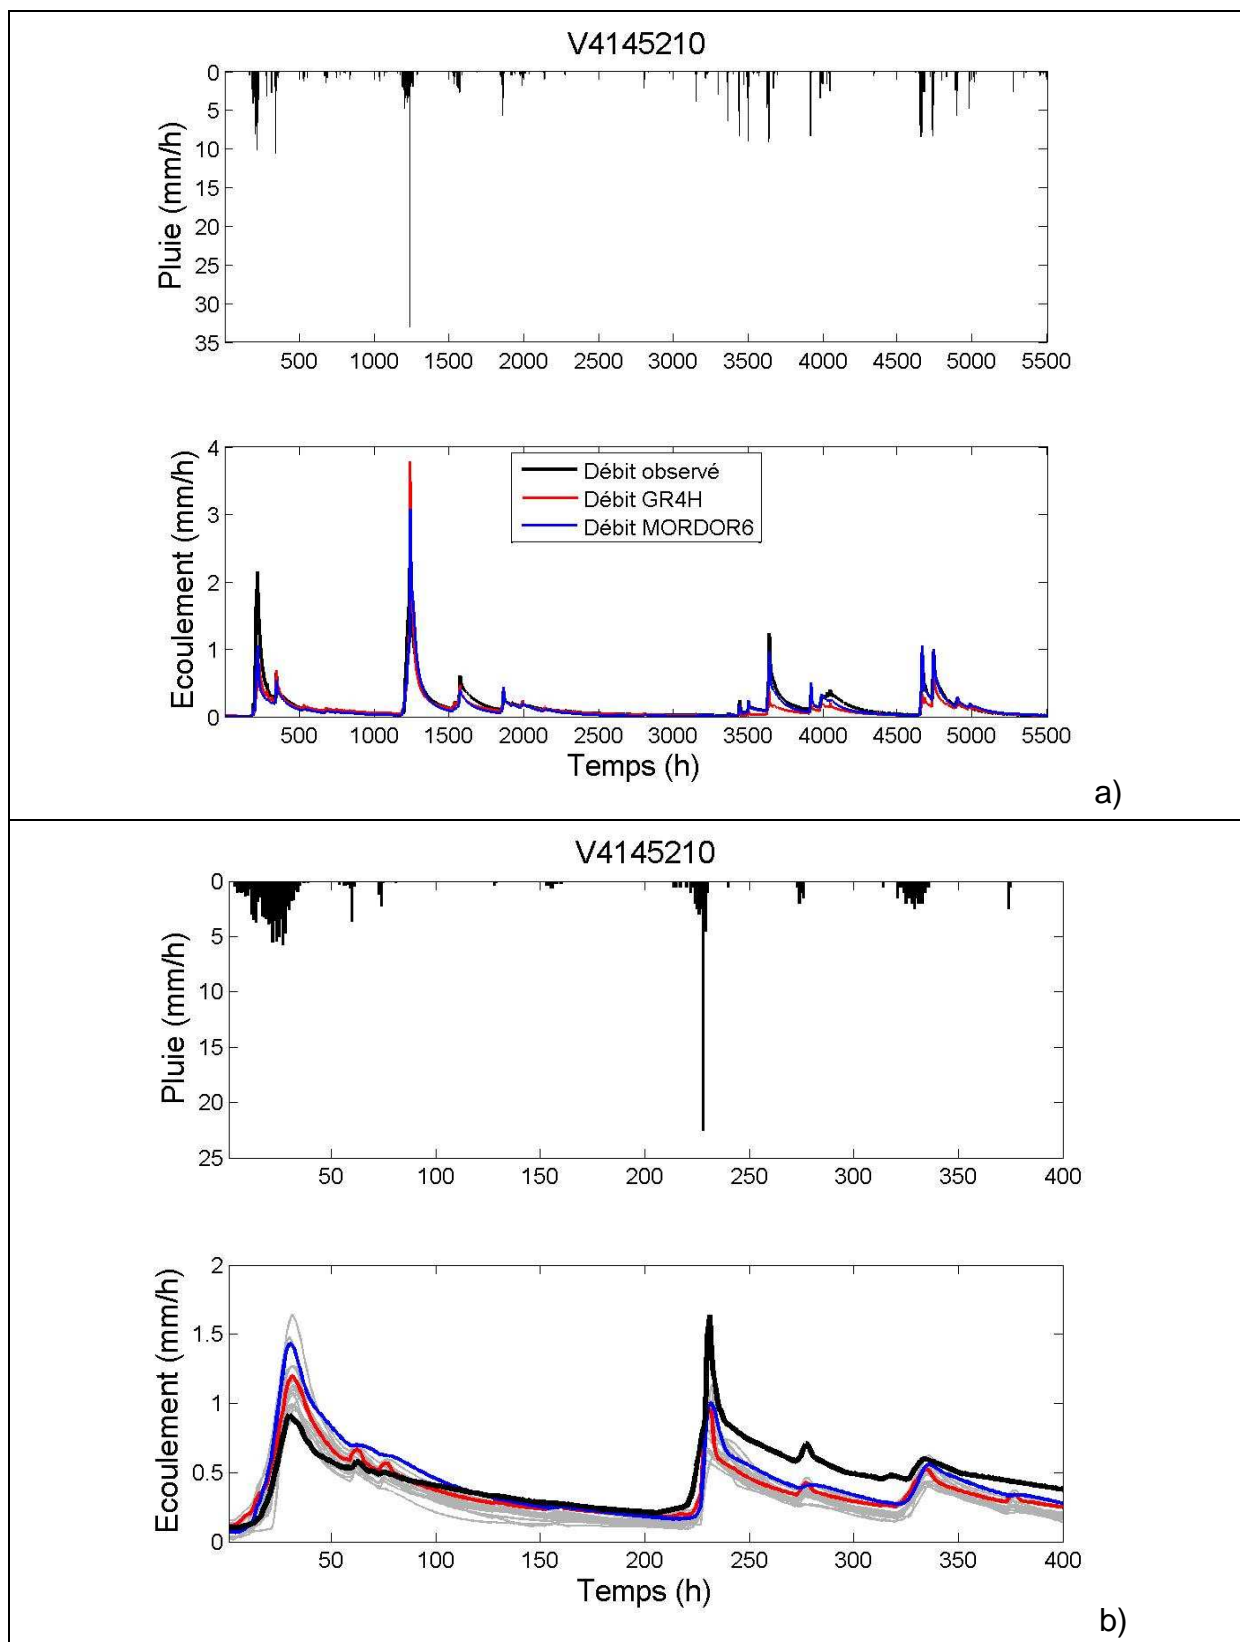 V4145210
0
5
10
15
20
25
30
35
Pluie (mm/h)
500 1000 1500 2000 2500 3000 3500 4000 4500 5000 5500
4
3
2
1
0
Ecoulement (mm/h)
Débit observé
Débit GR4H
Débit MORDOR6
500 1000 1500 2000 2500 3000 3500 4000 4500 5000 5500
Temps (h)
a)
V4145210
0
5
10
15
20
25
Pluie (mm/h)
50 100 150 200 250 300 350 400
2
1.5
1
0.5
0
Ecoulement (mm/h)
50 100 150 200 250 300 350 400
Temps (h)
b)